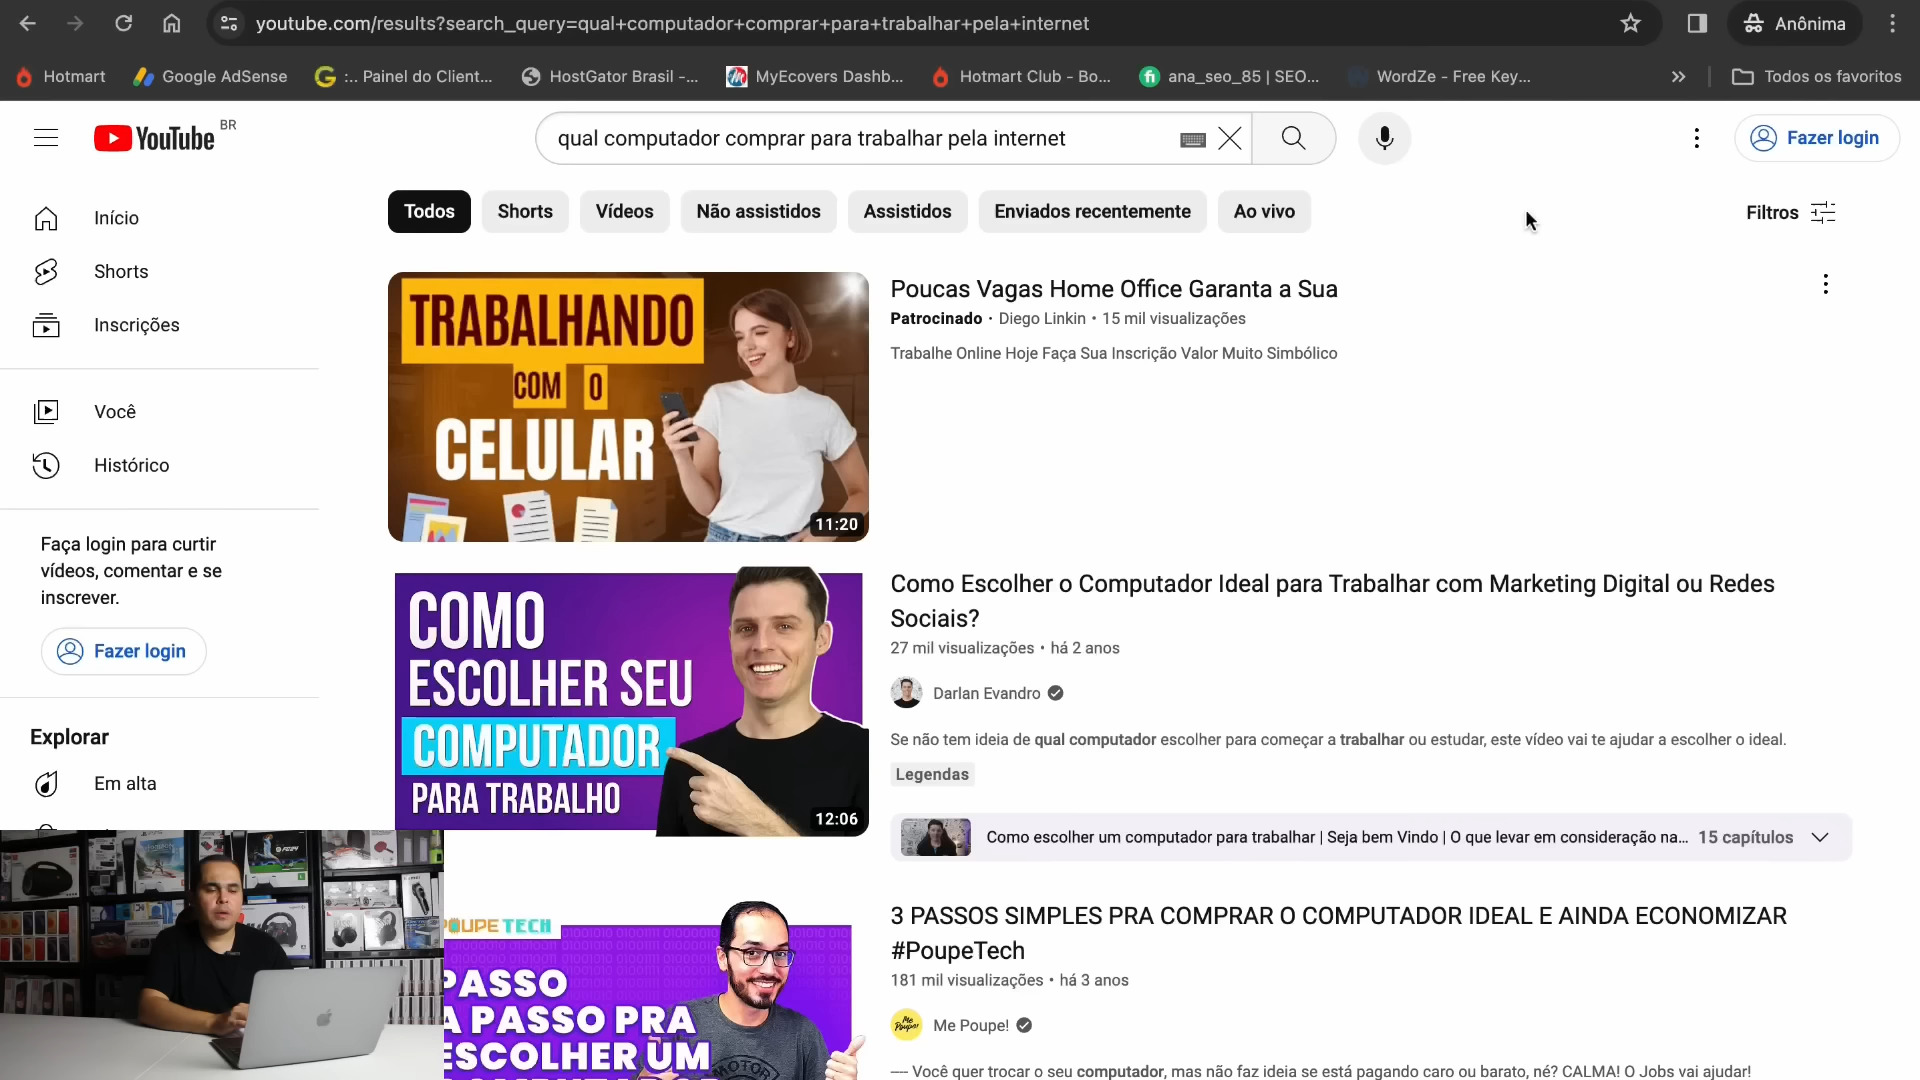 youtube.com/results?search_query=qual+computador+comprar+para+trabalhar+pela+internet
Anônima
Hotmart
Google AdSense
:.. Painel do Client...
HostGator Brasil -...
MyEcovers Dashb...
Hotmart Club - Bo...
ana_seo_85 | SEO...
WordZe - Free Key...
Todos os favoritos
YouTube BR
qual computador comprar para trabalhar pela internet
Fazer login
Início
Shorts
Inscrições
Você
Histórico
Faça login para curtir
vídeos, comentar e se
inscrever.
Fazer login
Explorar
Em alta
Todos
Shorts
Vídeos
Não assistidos
Assistidos
Enviados recentemente
Ao vivo
Filtros
TRABALHANDO
COM O
CELULAR
11:20
Poucas Vagas Home Office Garanta a Sua
Patrocinado • Diego Linkin • 15 mil visualizações
Trabalhe Online Hoje Faça Sua Inscrição Valor Muito Simbólico
COMO
ESCOLHER SEU
COMPUTADOR
PARA TRABALHO
12:06
Como Escolher o Computador Ideal para Trabalhar com Marketing Digital ou Redes
Sociais?
27 mil visualizações • há 2 anos
Darlan Evandro
Se não tem ideia de qual computador escolher para começar a trabalhar ou estudar, este vídeo vai te ajudar a escolher o ideal.
Legendas
Como escolher um computador para trabalhar | Seja bem Vindo | O que levar em consideração na... 15 capítulos
POUPE TECH
PASSO
A PASSO PRA
ESCOLHER UM
MOTOR
3 PASSOS SIMPLES PRA COMPRAR O COMPUTADOR IDEAL E AINDA ECONOMIZAR
#PoupeTech
181 mil visualizações • há 3 anos
Me Poupe!
Me Poupe!
---- Você quer trocar o seu computador, mas não faz ideia se está pagando caro ou barato, né? CALMA! O Jobs vai ajudar!